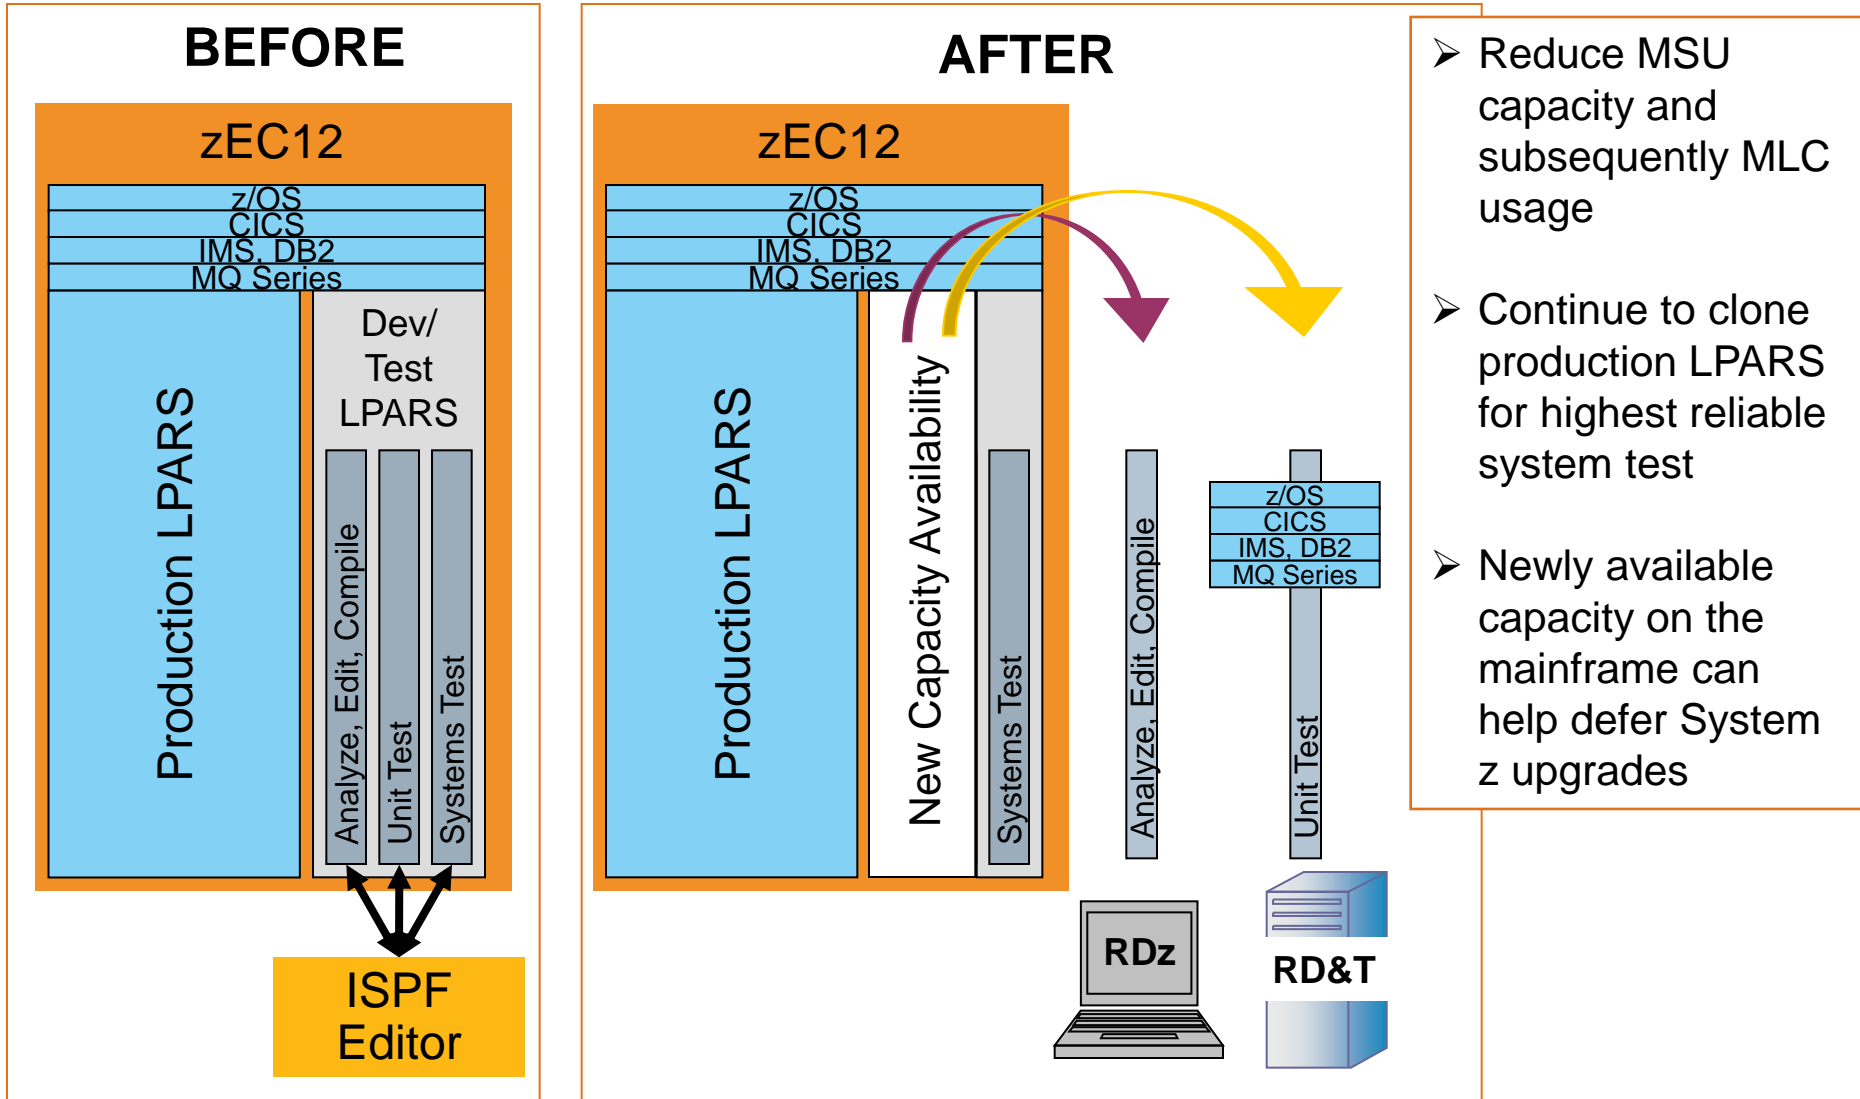 BEFORE
zEC12
z/OS
CICS
IMS, DB2
MQ Series
Production LPARS
Dev/
Test
LPARS
Analyze, Edit, Compile
Unit Test
Systems Test
ISPF
Editor
AFTER
zEC12
z/OS
CICS
IMS, DB2
MQ Series
Production LPARS
New Capacity Availability
Systems Test
Analyze, Edit, Compile
z/OS
CICS
IMS, DB2
MQ Series
Unit Test
RDz
RD&T
➢ Reduce MSU
capacity and
subsequently MLC
usage
➢ Continue to clone
production LPARS
for highest reliable
system test
➢ Newly available
capacity on the
mainframe can
help defer System
z upgrades